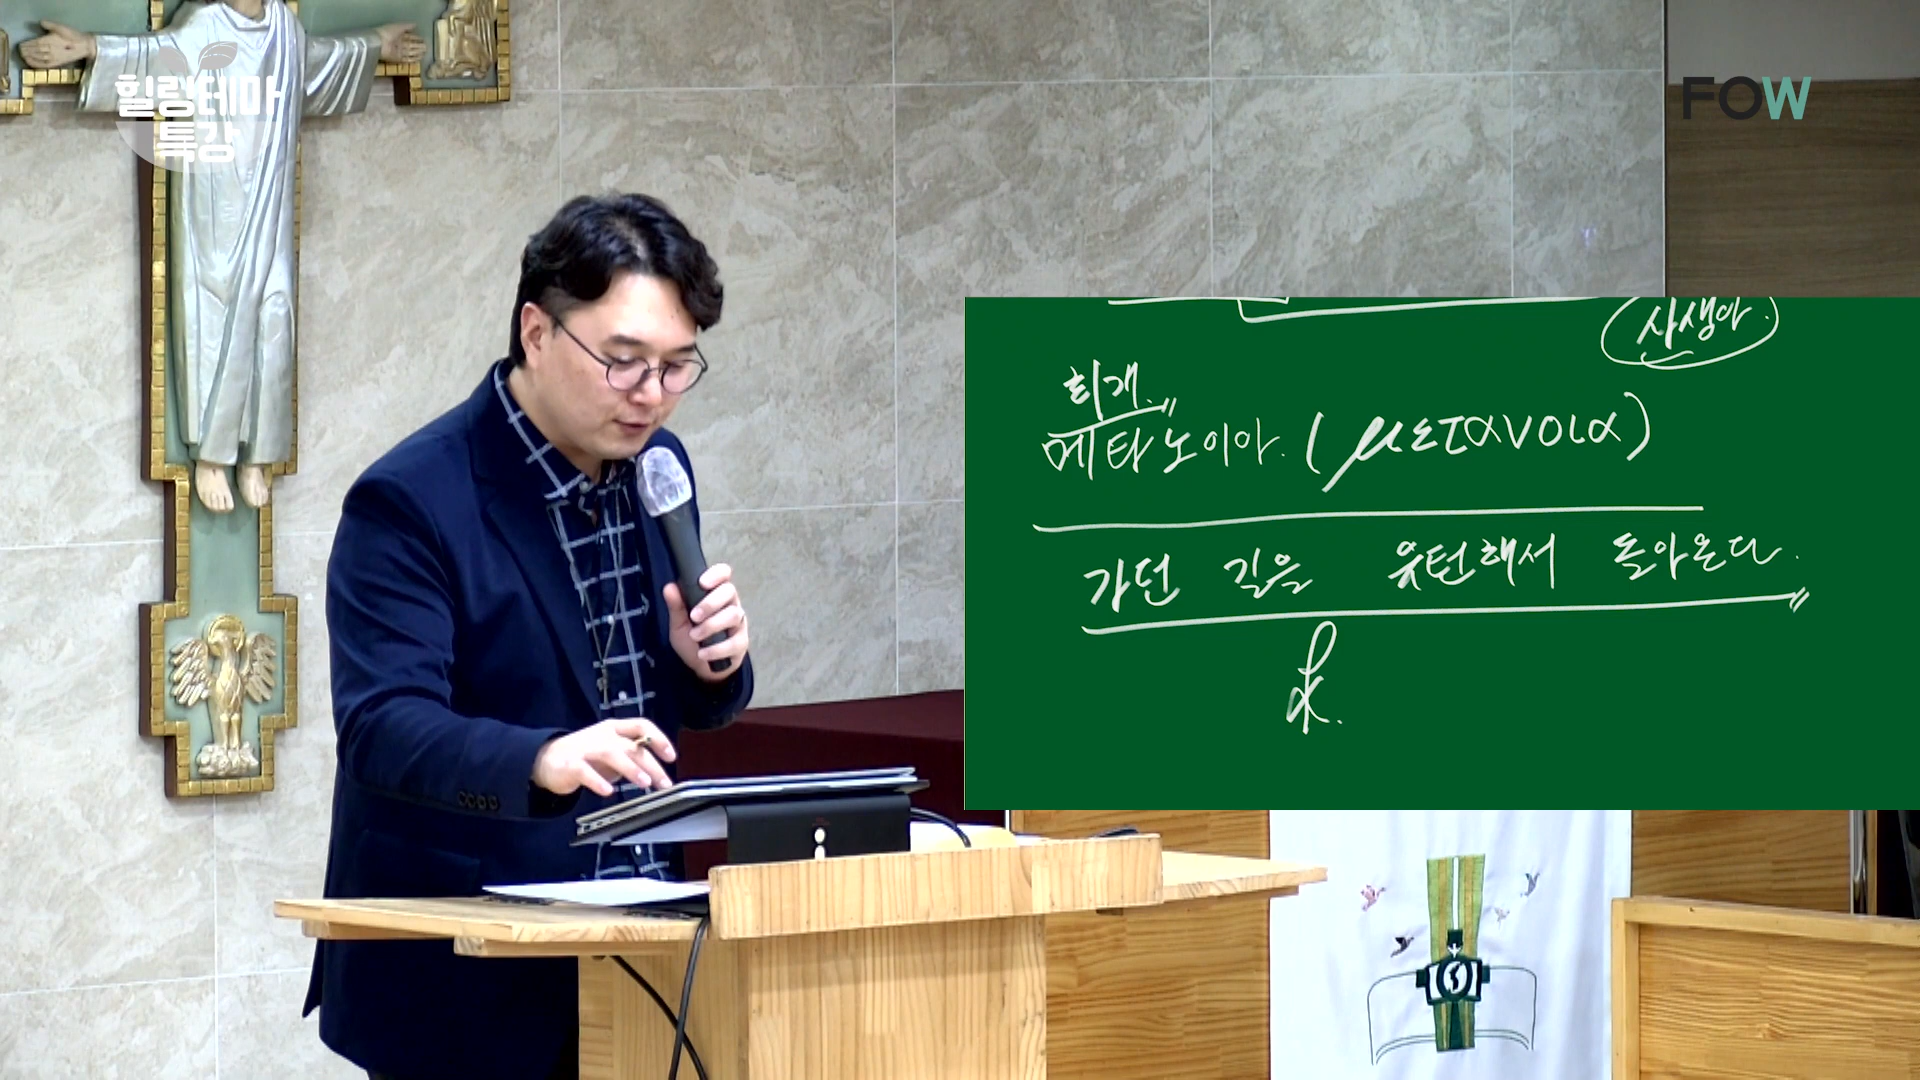 힐링테마
특강
FOW
사생아.
회개.
메타노이아. (μετανοια)
가던 길을 유턴해서 돌아온다.